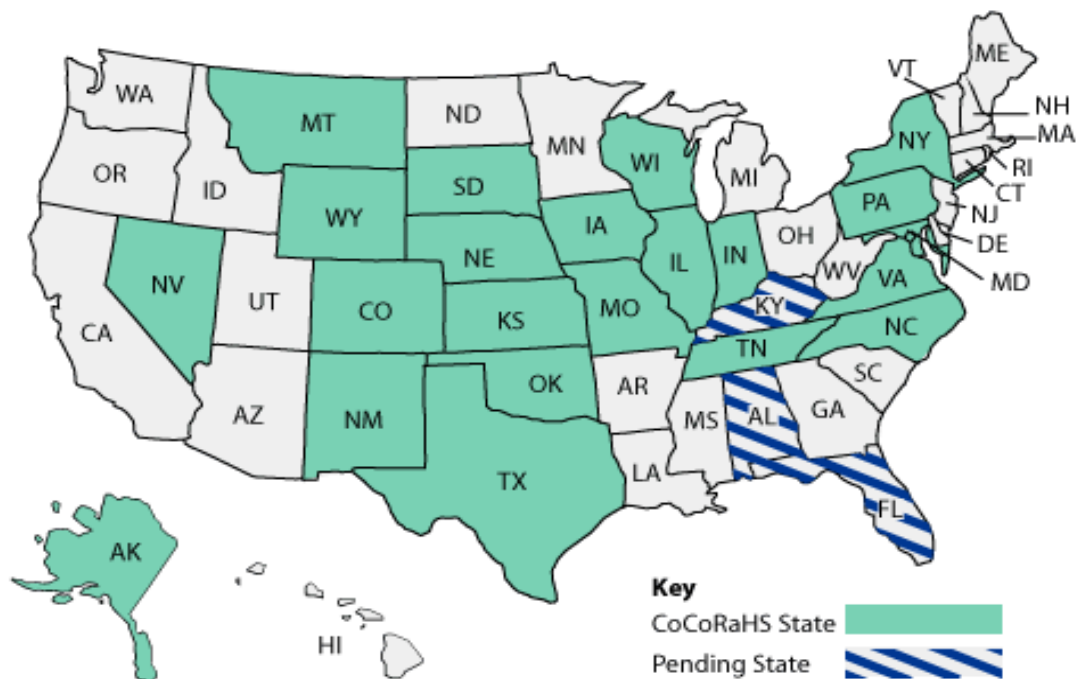 ME
VT
WA
NH
MT
ND
MA
MN
NY
OR
WI
RI
ID
MI
SD
CT
PA
WY
NJ
IA
OH
DE
NE
IL
IN
WV
VA
NV
MD
UT
CO
MO
KY
KS
CA
NC
TN
SC
OK
AR
AZ
NM
MS
AL
GA
LA
TX
FL
AK
HI
Key
CoCoRaHS State
Pending State